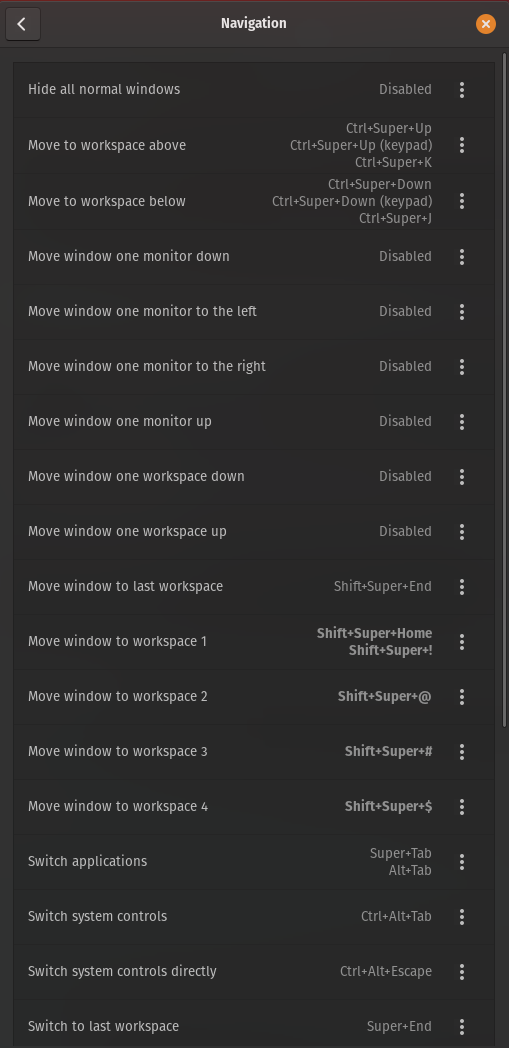 Navigation
Hide all normal windows Disabled
Move to workspace above Ctrl+Super+Up
Ctrl+Super+Up (keypad)
Ctrl+Super+K
Move to workspace below Ctrl+Super+Down
Ctrl+Super+Down (keypad)
Ctrl+Super+J
Move window one monitor down Disabled
Move window one monitor to the left Disabled
Move window one monitor to the right Disabled
Move window one monitor up Disabled
Move window one workspace down Disabled
Move window one workspace up Disabled
Move window to last workspace Shift+Super+End
Move window to workspace 1 Shift+Super+Home
Shift+Super+!
Move window to workspace 2 Shift+Super+@
Move window to workspace 3 Shift+Super+#
Move window to workspace 4 Shift+Super+$
Switch applications Super+Tab
Alt+Tab
Switch system controls Ctrl+Alt+Tab
Switch system controls directly Ctrl+Alt+Escape
Switch to last workspace Super+End